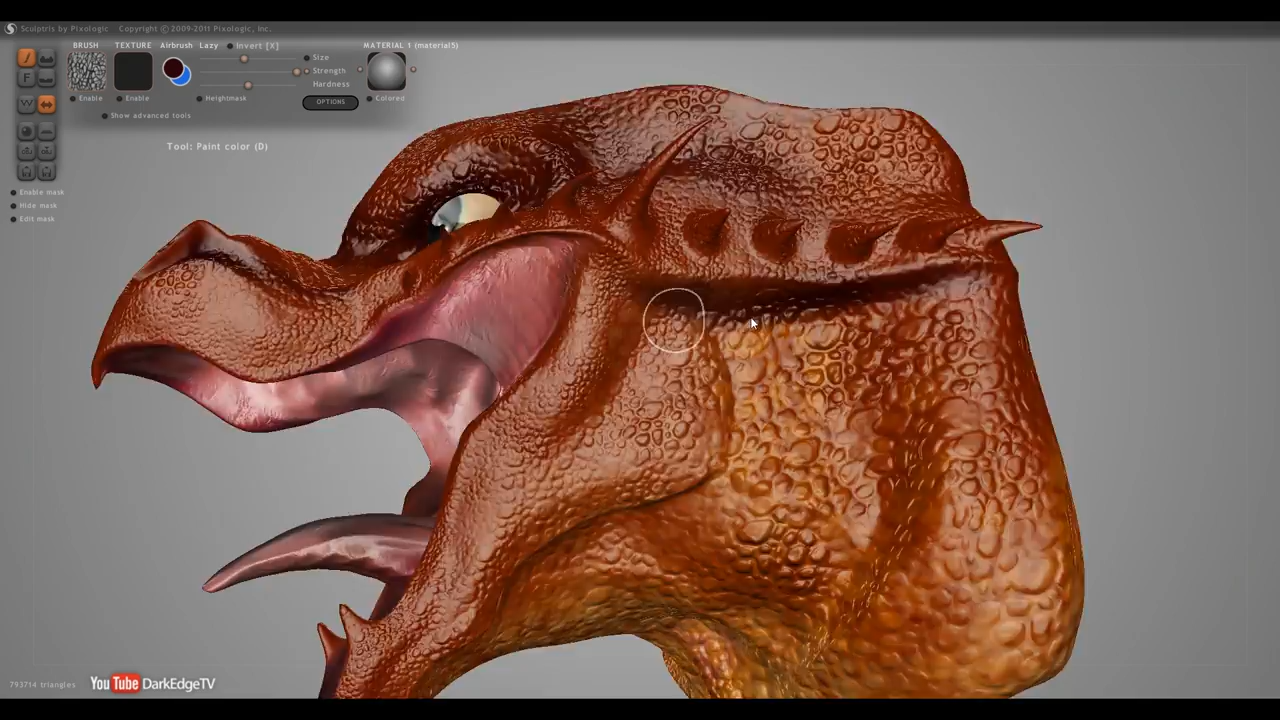 Sculptris by Pixologic Copyright © 2009-2011 Pixologic, Inc.
BRUSH TEXTURE Airbrush Lazy Invert [X] MATERIAL 1 (material5)
Size
Strength
Hardness
Enable Enable Heightmask OPTIONS Colored
Show advanced tools
F
W
Tool: Paint color (D)
Enable mask
Hide mask
Edit mask
793714 triangles
YouTube DarkEdgeTV